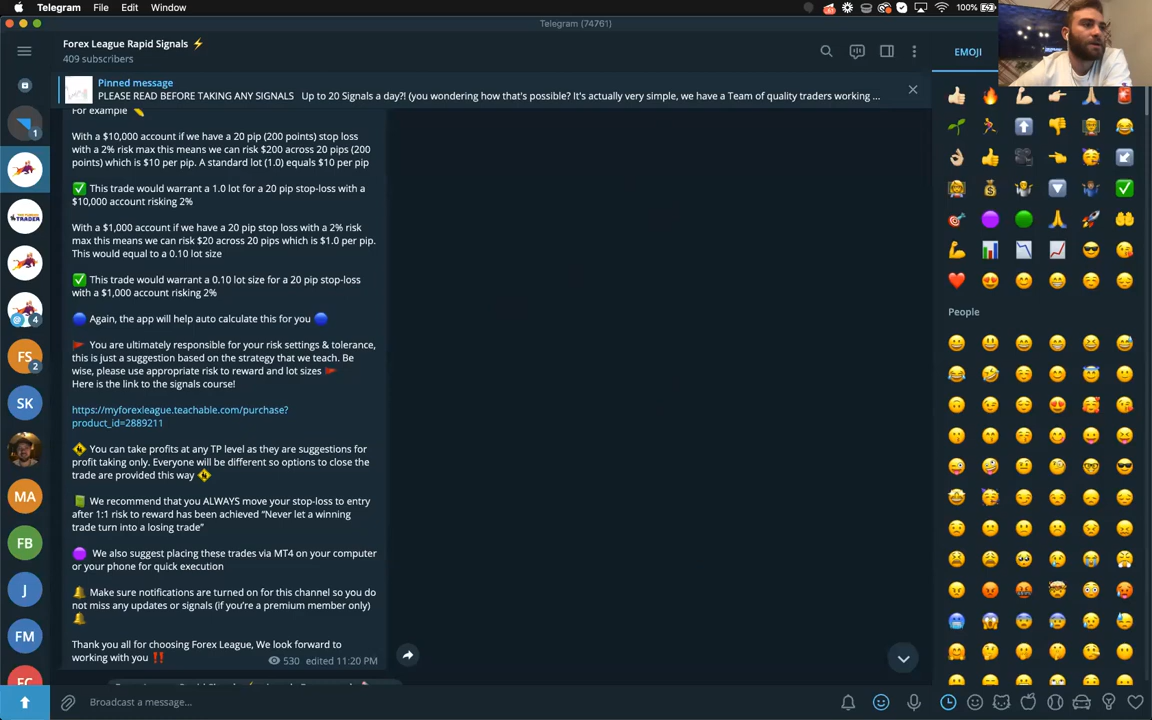 Telegram File Edit Window
100%
Telegram (74761)
Forex League Rapid Signals ⚡
409 subscribers
EMOJI
Pinned message
PLEASE READ BEFORE TAKING ANY SIGNALS Up to 20 Signals a day?! (you wondering how that's possible? It's actually very simple, we have a Team of quality traders working ...
For example
With a $10,000 account if we have a 20 pip (200 points) stop loss
with a 2% risk max this means we can risk $200 across 20 pips (200
points) which is $10 per pip. A standard lot (1.0) equals $10 per pip
✅ This trade would warrant a 1.0 lot for a 20 pip stop-loss with a
$10,000 account risking 2%
With a $1,000 account if we have a 20 pip stop loss with a 2% risk
max this means we can risk $20 across 20 pips which is $1.0 per pip.
This would equal to a 0.10 lot size
✅ This trade would warrant a 0.10 lot size for a 20 pip stop-loss
with a $1,000 account risking 2%
🔵 Again, the app will help auto calculate this for you 🔵
🚩 You are ultimately responsible for your risk settings & tolerance,
this is just a suggestion based on the strategy that we teach. Be
wise, please use appropriate risk to reward and lot sizes 🚩
Here is the link to the signals course!
https://myforexleague.teachable.com/purchase?
product_id=2889211
You can take profits at any TP level as they are suggestions for
profit taking only. Everyone will be different so options to close the
trade are provided this way
📗 We recommend that you ALWAYS move your stop-loss to entry
after 1:1 risk to reward has been achieved “Never let a winning
trade turn into a losing trade”
🟣 We also suggest placing these trades via MT4 on your computer
or your phone for quick execution
🔔 Make sure notifications are turned on for this channel so you do
not miss any updates or signals (if you’re a premium member only)
🔔
Thank you all for choosing Forex League, We look forward to
working with you ‼️
530 edited 11:20 PM
1
TRADER
4
FS
2
SK
MA
FB
J
FM
People
Broadcast a message...